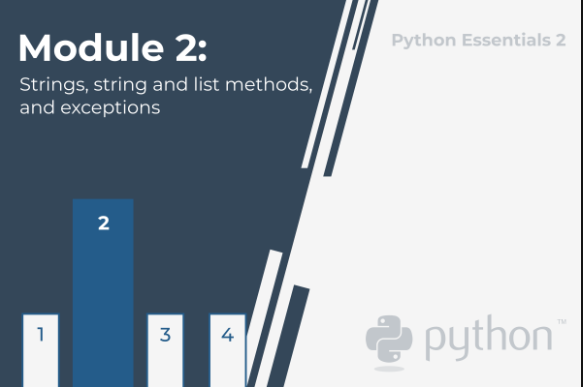 Module 2:
Strings, string and list methods,
and exceptions
Python Essentials 2
2
1
3
4
python™